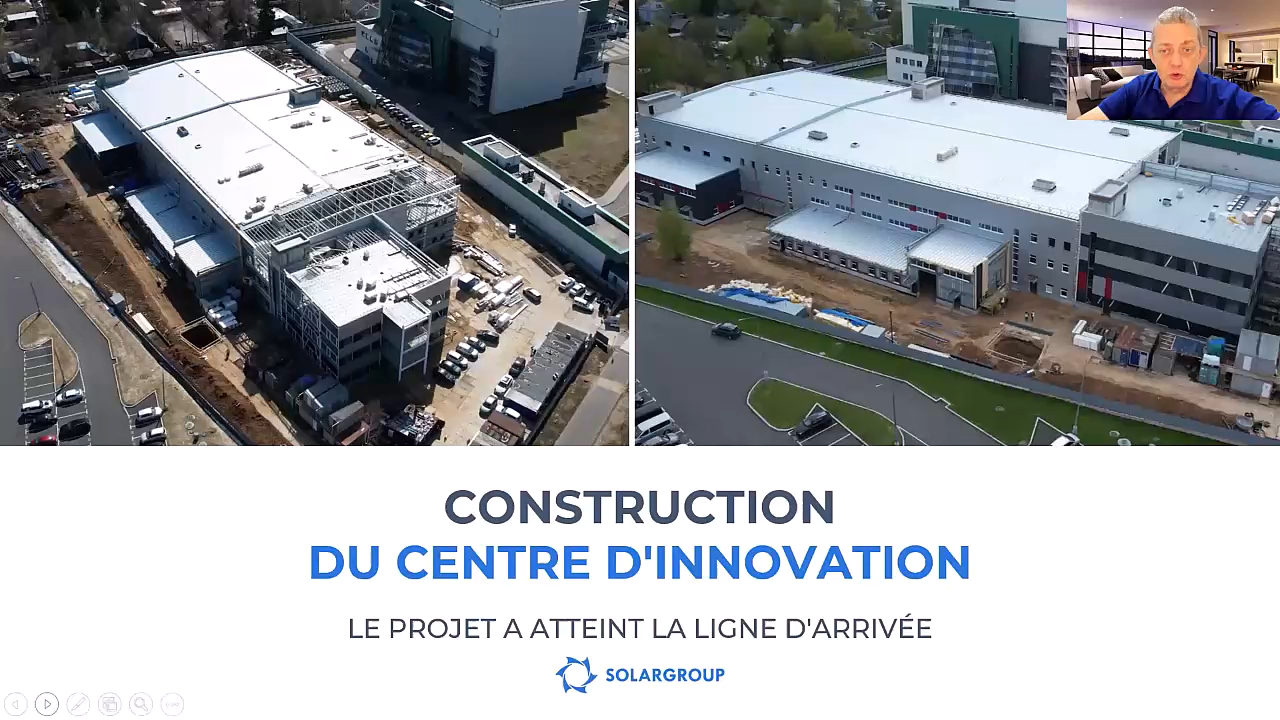 CONSTRUCTION
DU CENTRE D'INNOVATION
LE PROJET A ATTEINT LA LIGNE D'ARRIVÉE
SOLARGROUP